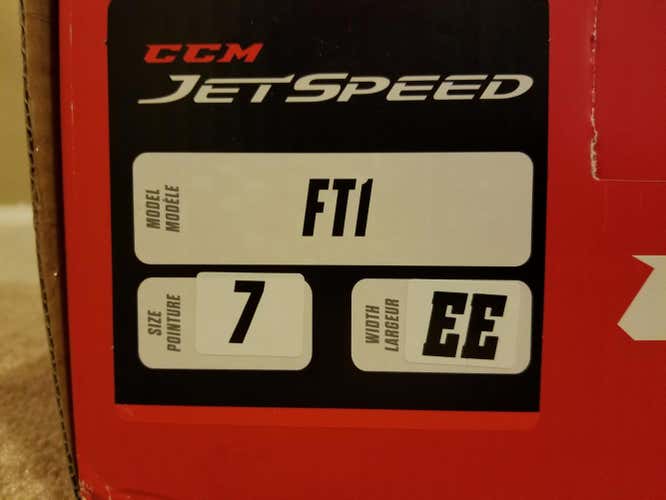 CCM
JETSPEED
MODEL
MODÈLE
FT1
SIZE
POINTURE
7
WIDTH
LARGEUR
EE